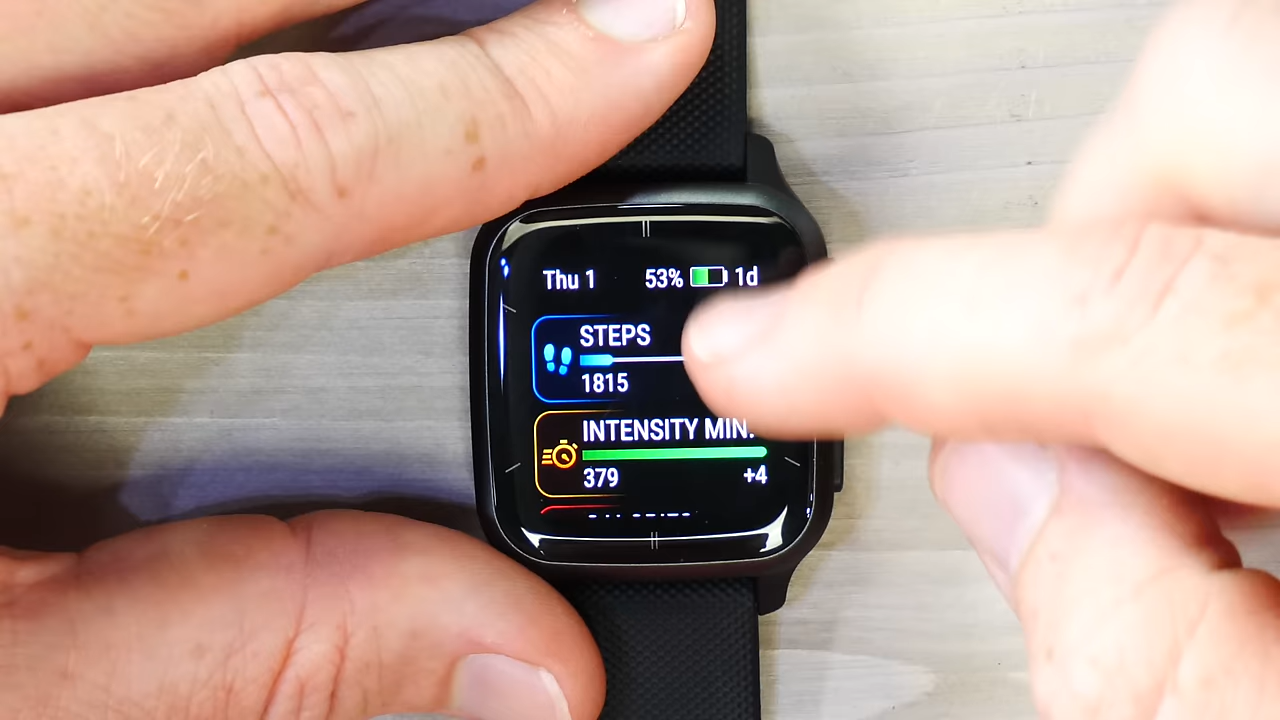 Thu 1 53% 1d
STEPS
1815
INTENSITY MIN.
379 +4